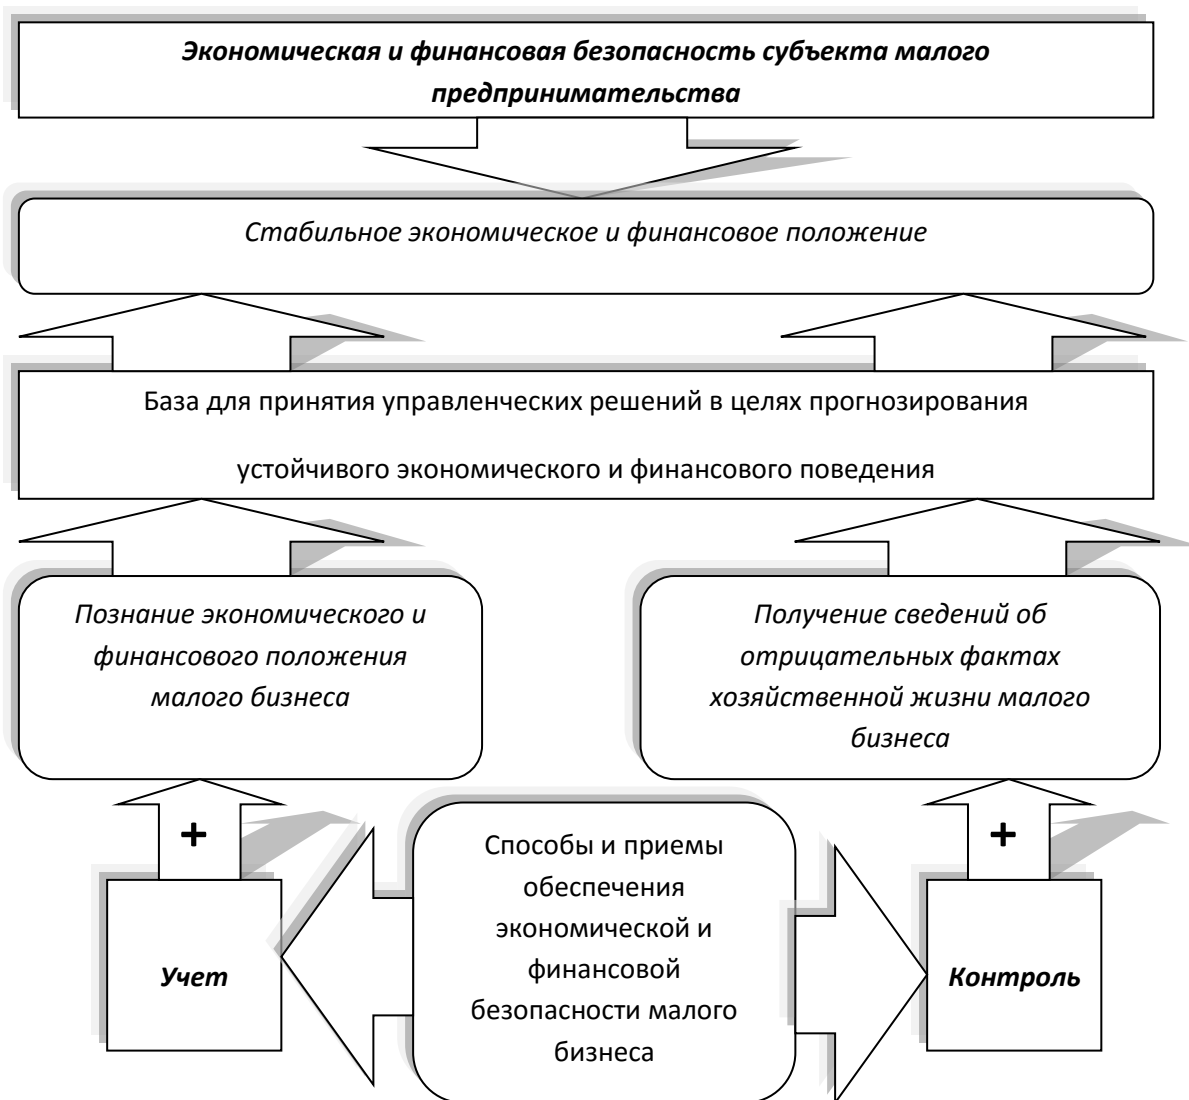 Экономическая и финансовая безопасность субъекта малого
предпринимательства
Стабильное экономическое и финансовое положение
База для принятия управленческих решений в целях прогнозирования
устойчивого экономического и финансового поведения
Познание экономического и
финансового положения
малого бизнеса
Получение сведений об
отрицательных фактах
хозяйственной жизни малого
бизнеса
+
+
Способы и приемы
обеспечения
экономической и
финансовой
безопасности малого
бизнеса
Учет
Контроль